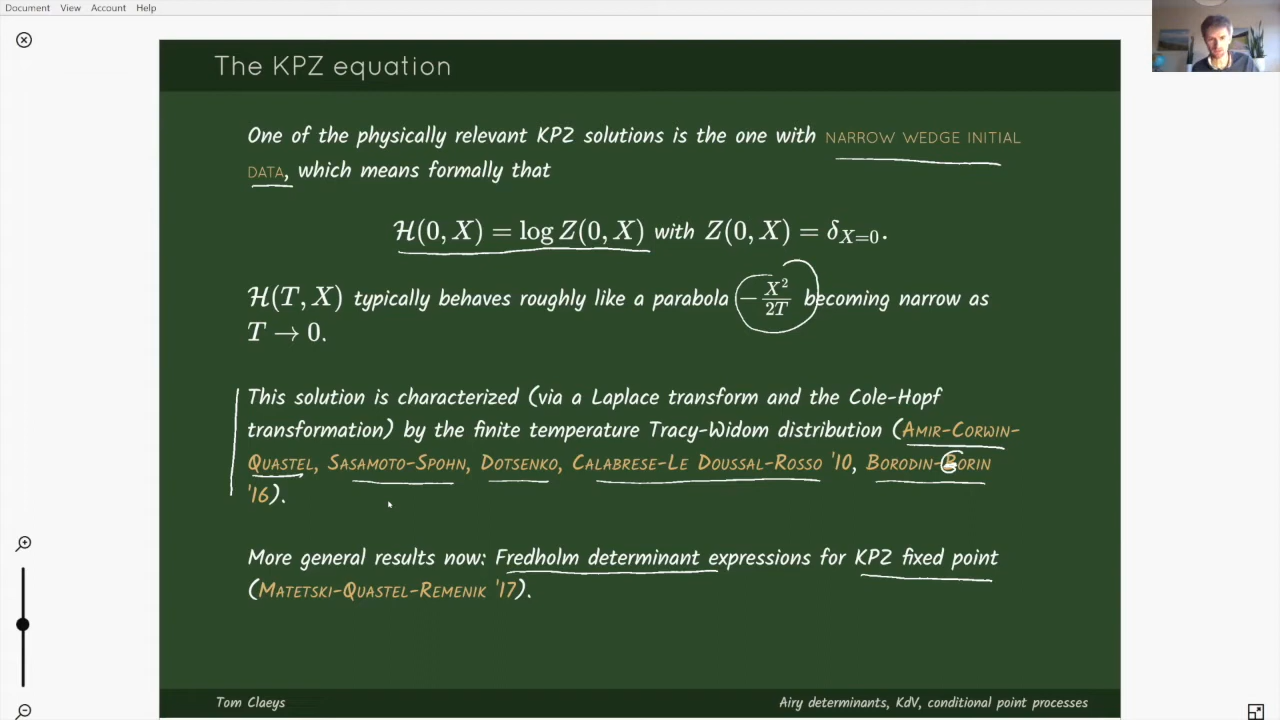 Document View Account Help
The KPZ equation
One of the physically relevant KPZ solutions is the one with NARROW WEDGE INITIAL
DATA, which means formally that
ℋ(0, X) = log Z(0, X) with Z(0, X) = δ_{X=0}.
ℋ(T, X) typically behaves roughly like a parabola −X²/2T becoming narrow as
T → 0.
This solution is characterized (via a Laplace transform and the Cole-Hopf
transformation) by the finite temperature Tracy-Widom distribution (AMIR-CORWIN-
QUASTEL, SASAMOTO-SPOHN, DOTSENKO, CALABRESE-LE DOUSSAL-ROSSO '10, BORODIN-GORIN
'16).
More general results now: Fredholm determinant expressions for KPZ fixed point
(MATETSKI-QUASTEL-REMENIK '17).
Tom Claeys Airy determinants, KdV, conditional point processes